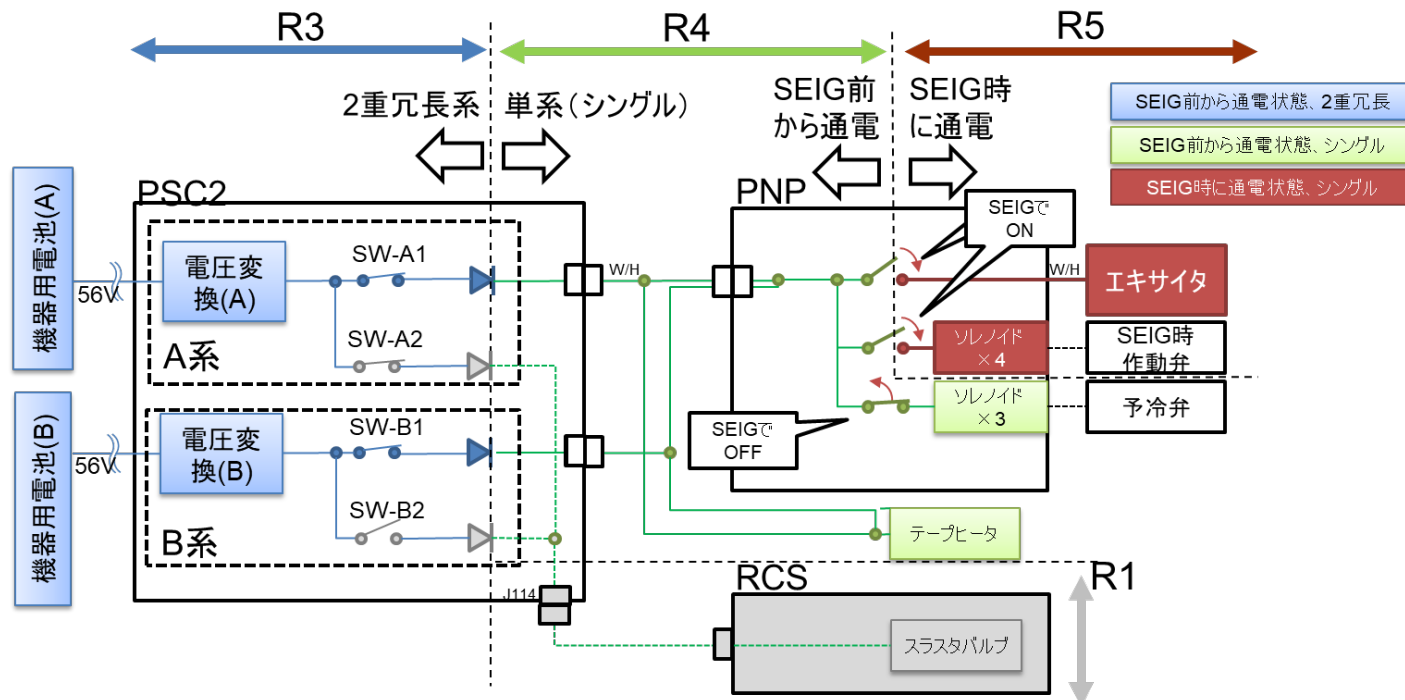 R3
R4
R5
2重冗長系
単系（シングル）
SEIG前
から通電
SEIG時
に通電
SEIG前から通電状態、2重冗長
SEIG前から通電状態、シングル
SEIG時に通電状態、シングル
機器用電池(A)
56V
PSC2
電圧変
換(A)
SW-A1
SW-A2
A系
W/H
PNP
SEIGで
ON
W/H
エキサイタ
ソレノイド
×4
SEIG時
作動弁
ソレノイド
×3
予冷弁
SEIGで
OFF
機器用電池(B)
56V
電圧変
換(B)
SW-B1
SW-B2
B系
テープヒータ
J114
RCS
R1
スラスタバルブ